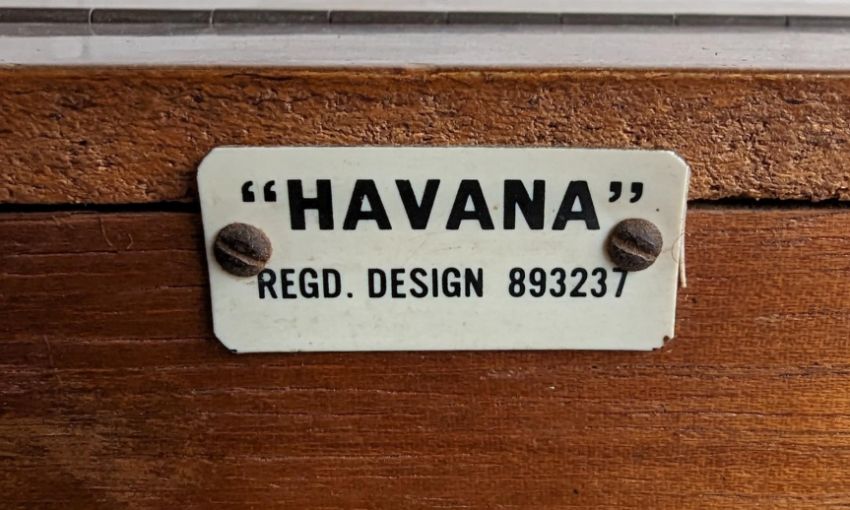 “HAVANA”
REGD. DESIGN 893237